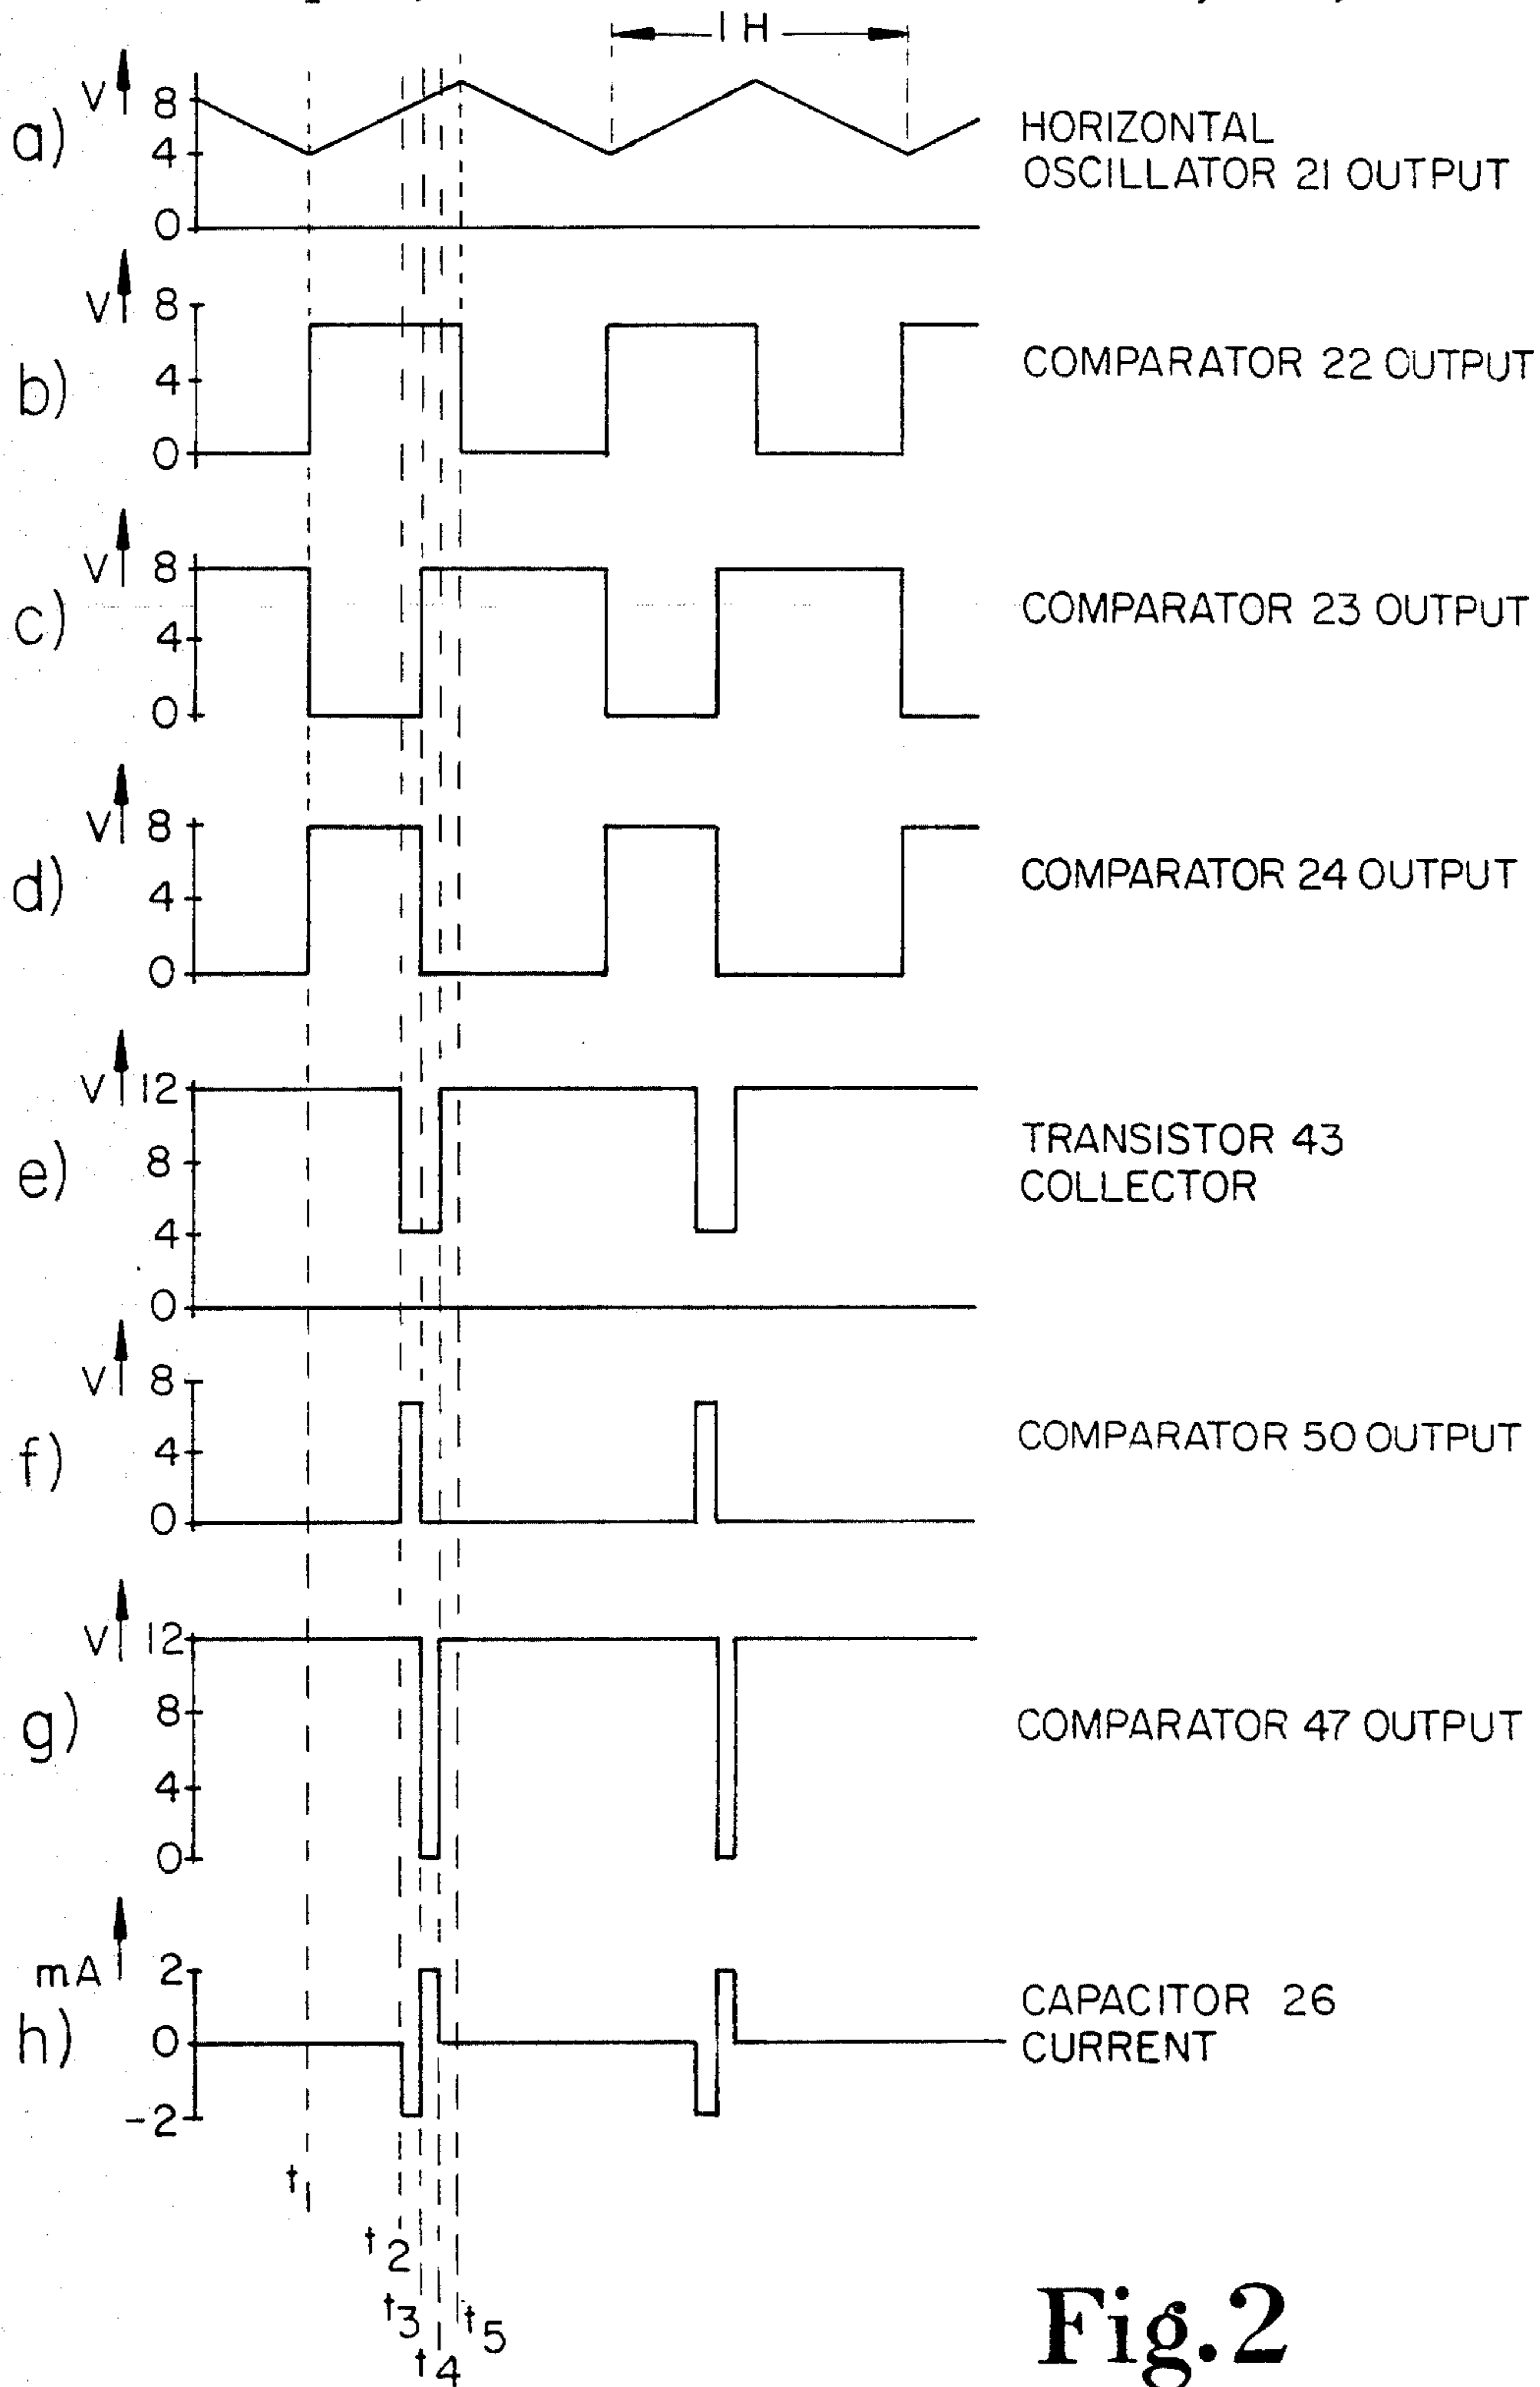 1 H
a) V 8 4 0 HORIZONTAL
OSCILLATOR 21 OUTPUT
b) V 8 4 0 COMPARATOR 22 OUTPUT
c) V 8 4 0 COMPARATOR 23 OUTPUT
d) V 8 4 0 COMPARATOR 24 OUTPUT
e) V 12 8 4 0 TRANSISTOR 43
COLLECTOR
f) V 8 4 0 COMPARATOR 50 OUTPUT
g) V 12 8 4 0 COMPARATOR 47 OUTPUT
h) mA 2 0 -2 CAPACITOR 26
CURRENT
t1
t2
t3 t5
t4
Fig.2